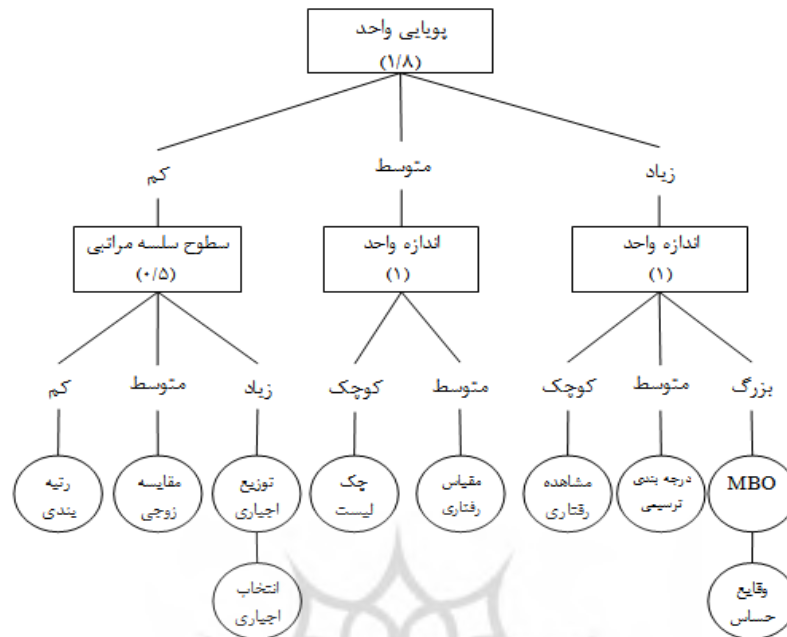 پویایی واحد
(۱/۸)
کم
متوسط
زیاد
سطوح سلسه مراتبی
(۰/۵)
اندازه واحد
(۱)
اندازه واحد
(۱)
کم
متوسط
زیاد
کوچک
متوسط
کوچک
متوسط
بزرگ
رتبه
بندی
مقایسه
زوجی
توزیع
اجباری
چک
لیست
مقیاس
رفتاری
مشاهده
رفتاری
درجه بندی
ترسیمی
MBO
انتخاب
اجباری
وقایع
حساس